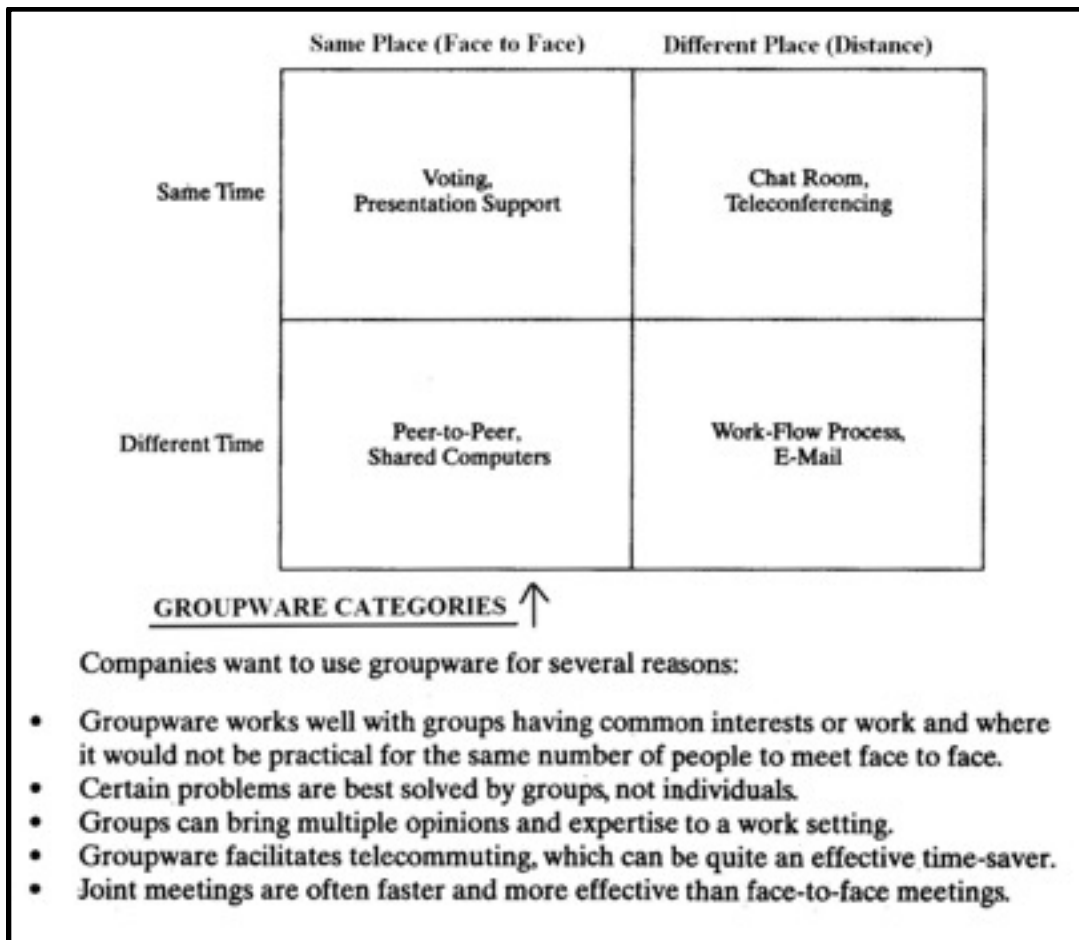 Same Place (Face to Face) Different Place (Distance)
Same Time
Voting,
Presentation Support
Chat Room,
Teleconferencing
Different Time
Peer-to-Peer,
Shared Computers
Work-Flow Process,
E-Mail
GROUPWARE CATEGORIES
Companies want to use groupware for several reasons:
• Groupware works well with groups having common interests or work and where
it would not be practical for the same number of people to meet face to face.
• Certain problems are best solved by groups, not individuals.
• Groups can bring multiple opinions and expertise to a work setting.
• Groupware facilitates telecommuting, which can be quite an effective time-saver.
• Joint meetings are often faster and more effective than face-to-face meetings.